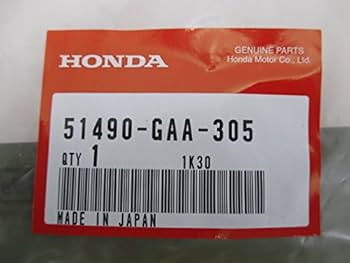 GENUINE PARTS
HONDA
Honda Motor Co., Ltd.
51490-GAA-305
QTY 1 1K30
MADE IN JAPAN